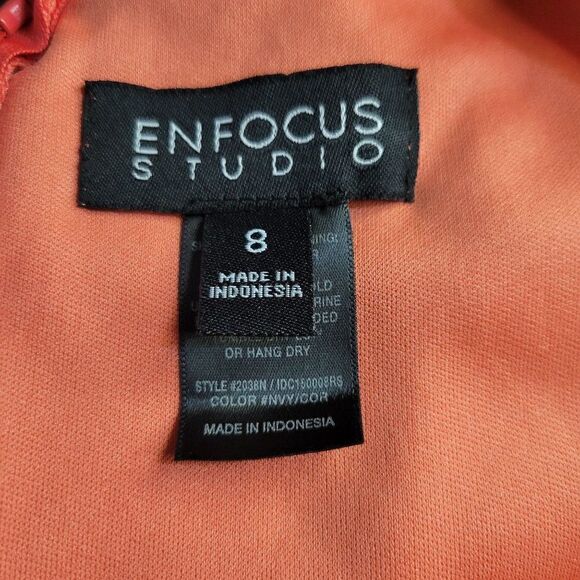 ENFOCUS
STUDIO
8
MADE IN
INDONESIA
OR HANG DRY
STYLE #2038N / IDC150008RS
COLOR #NVY/COR
MADE IN INDONESIA